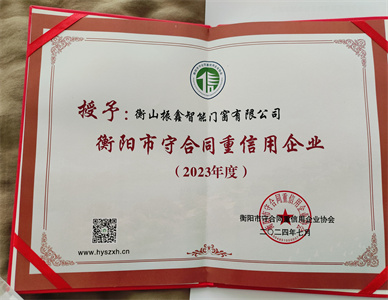 授予：衡山振鑫智能门窗有限公司
衡阳市守合同重信用企业
（2023年度）
衡阳市守合同重信用企业协会
二〇二四年七月
www.hyszxh.cn